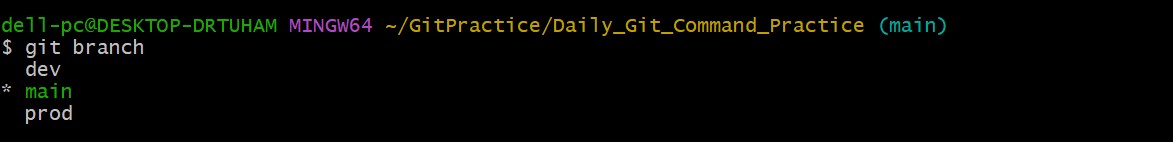 dell-pc@DESKTOP-DRTUHAM MINGW64 ~/GitPractice/Daily_Git_Command_Practice (main)
$ git branch
  dev
* main
  prod